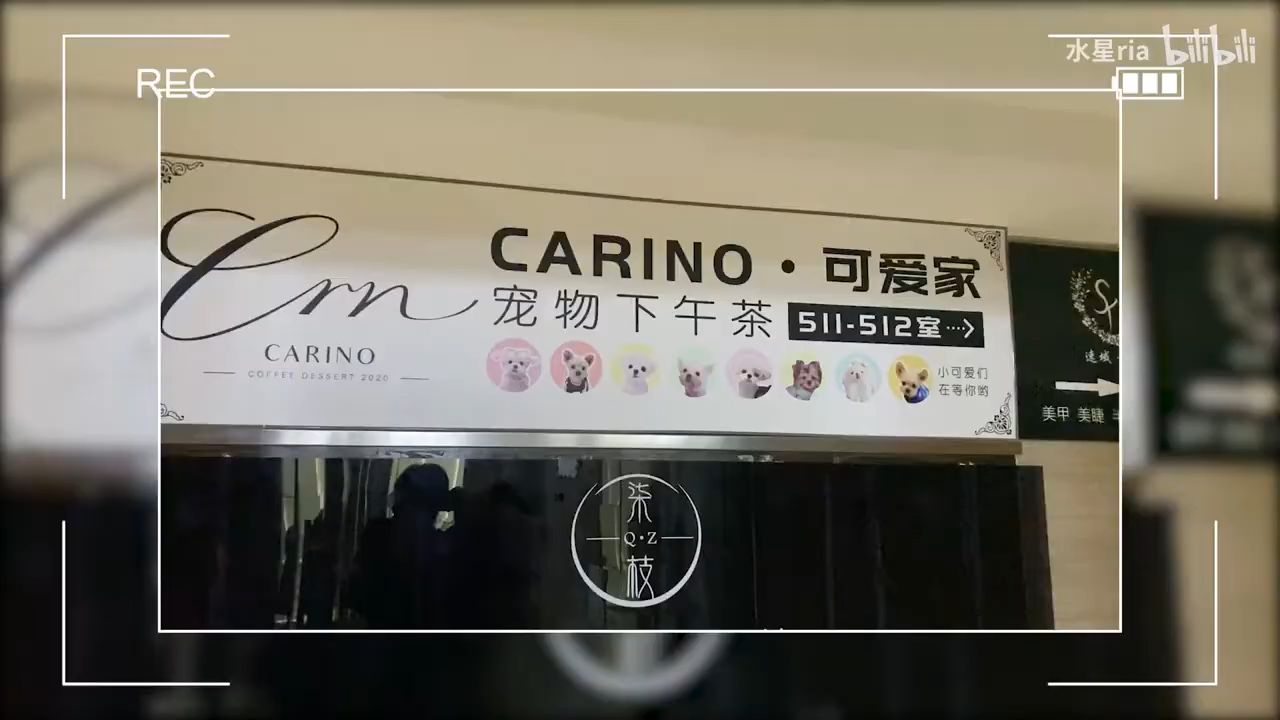 水星ria bilibili
REC
Crn
CARINO
COFFEE DESSERT 2020
CARINO·可爱家
宠物下午茶 511-512室
小可爱们
在等你哟
美甲 美睫
柒
Q·Z
枝